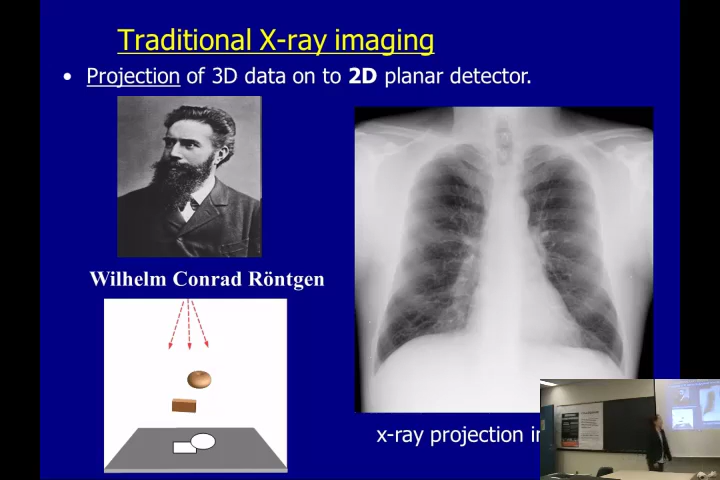 Traditional X-ray imaging
• Projection of 3D data on to 2D planar detector.
Wilhelm Conrad Röntgen
x-ray projection